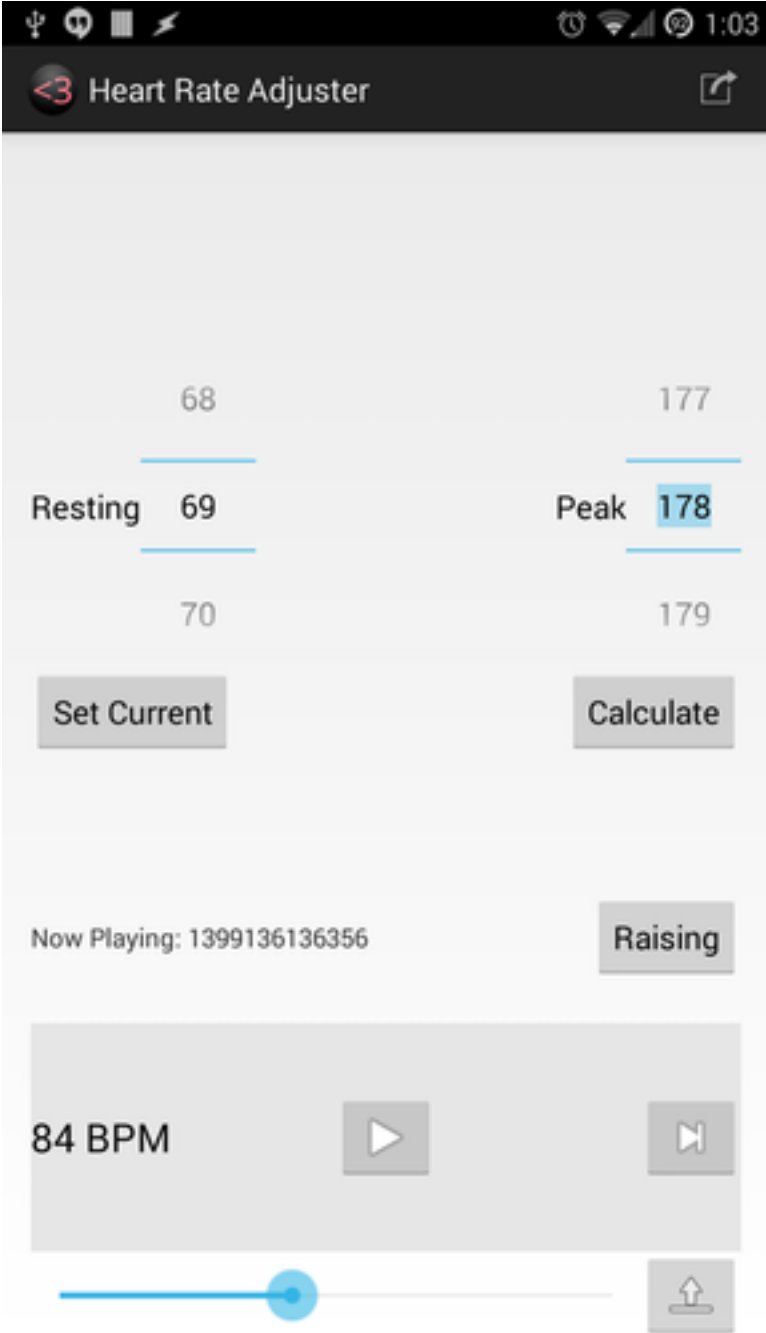 92 1:03
<3 Heart Rate Adjuster
68 177
Resting 69 Peak 178
70 179
Set Current Calculate
Now Playing: 1399136136356 Raising
84 BPM